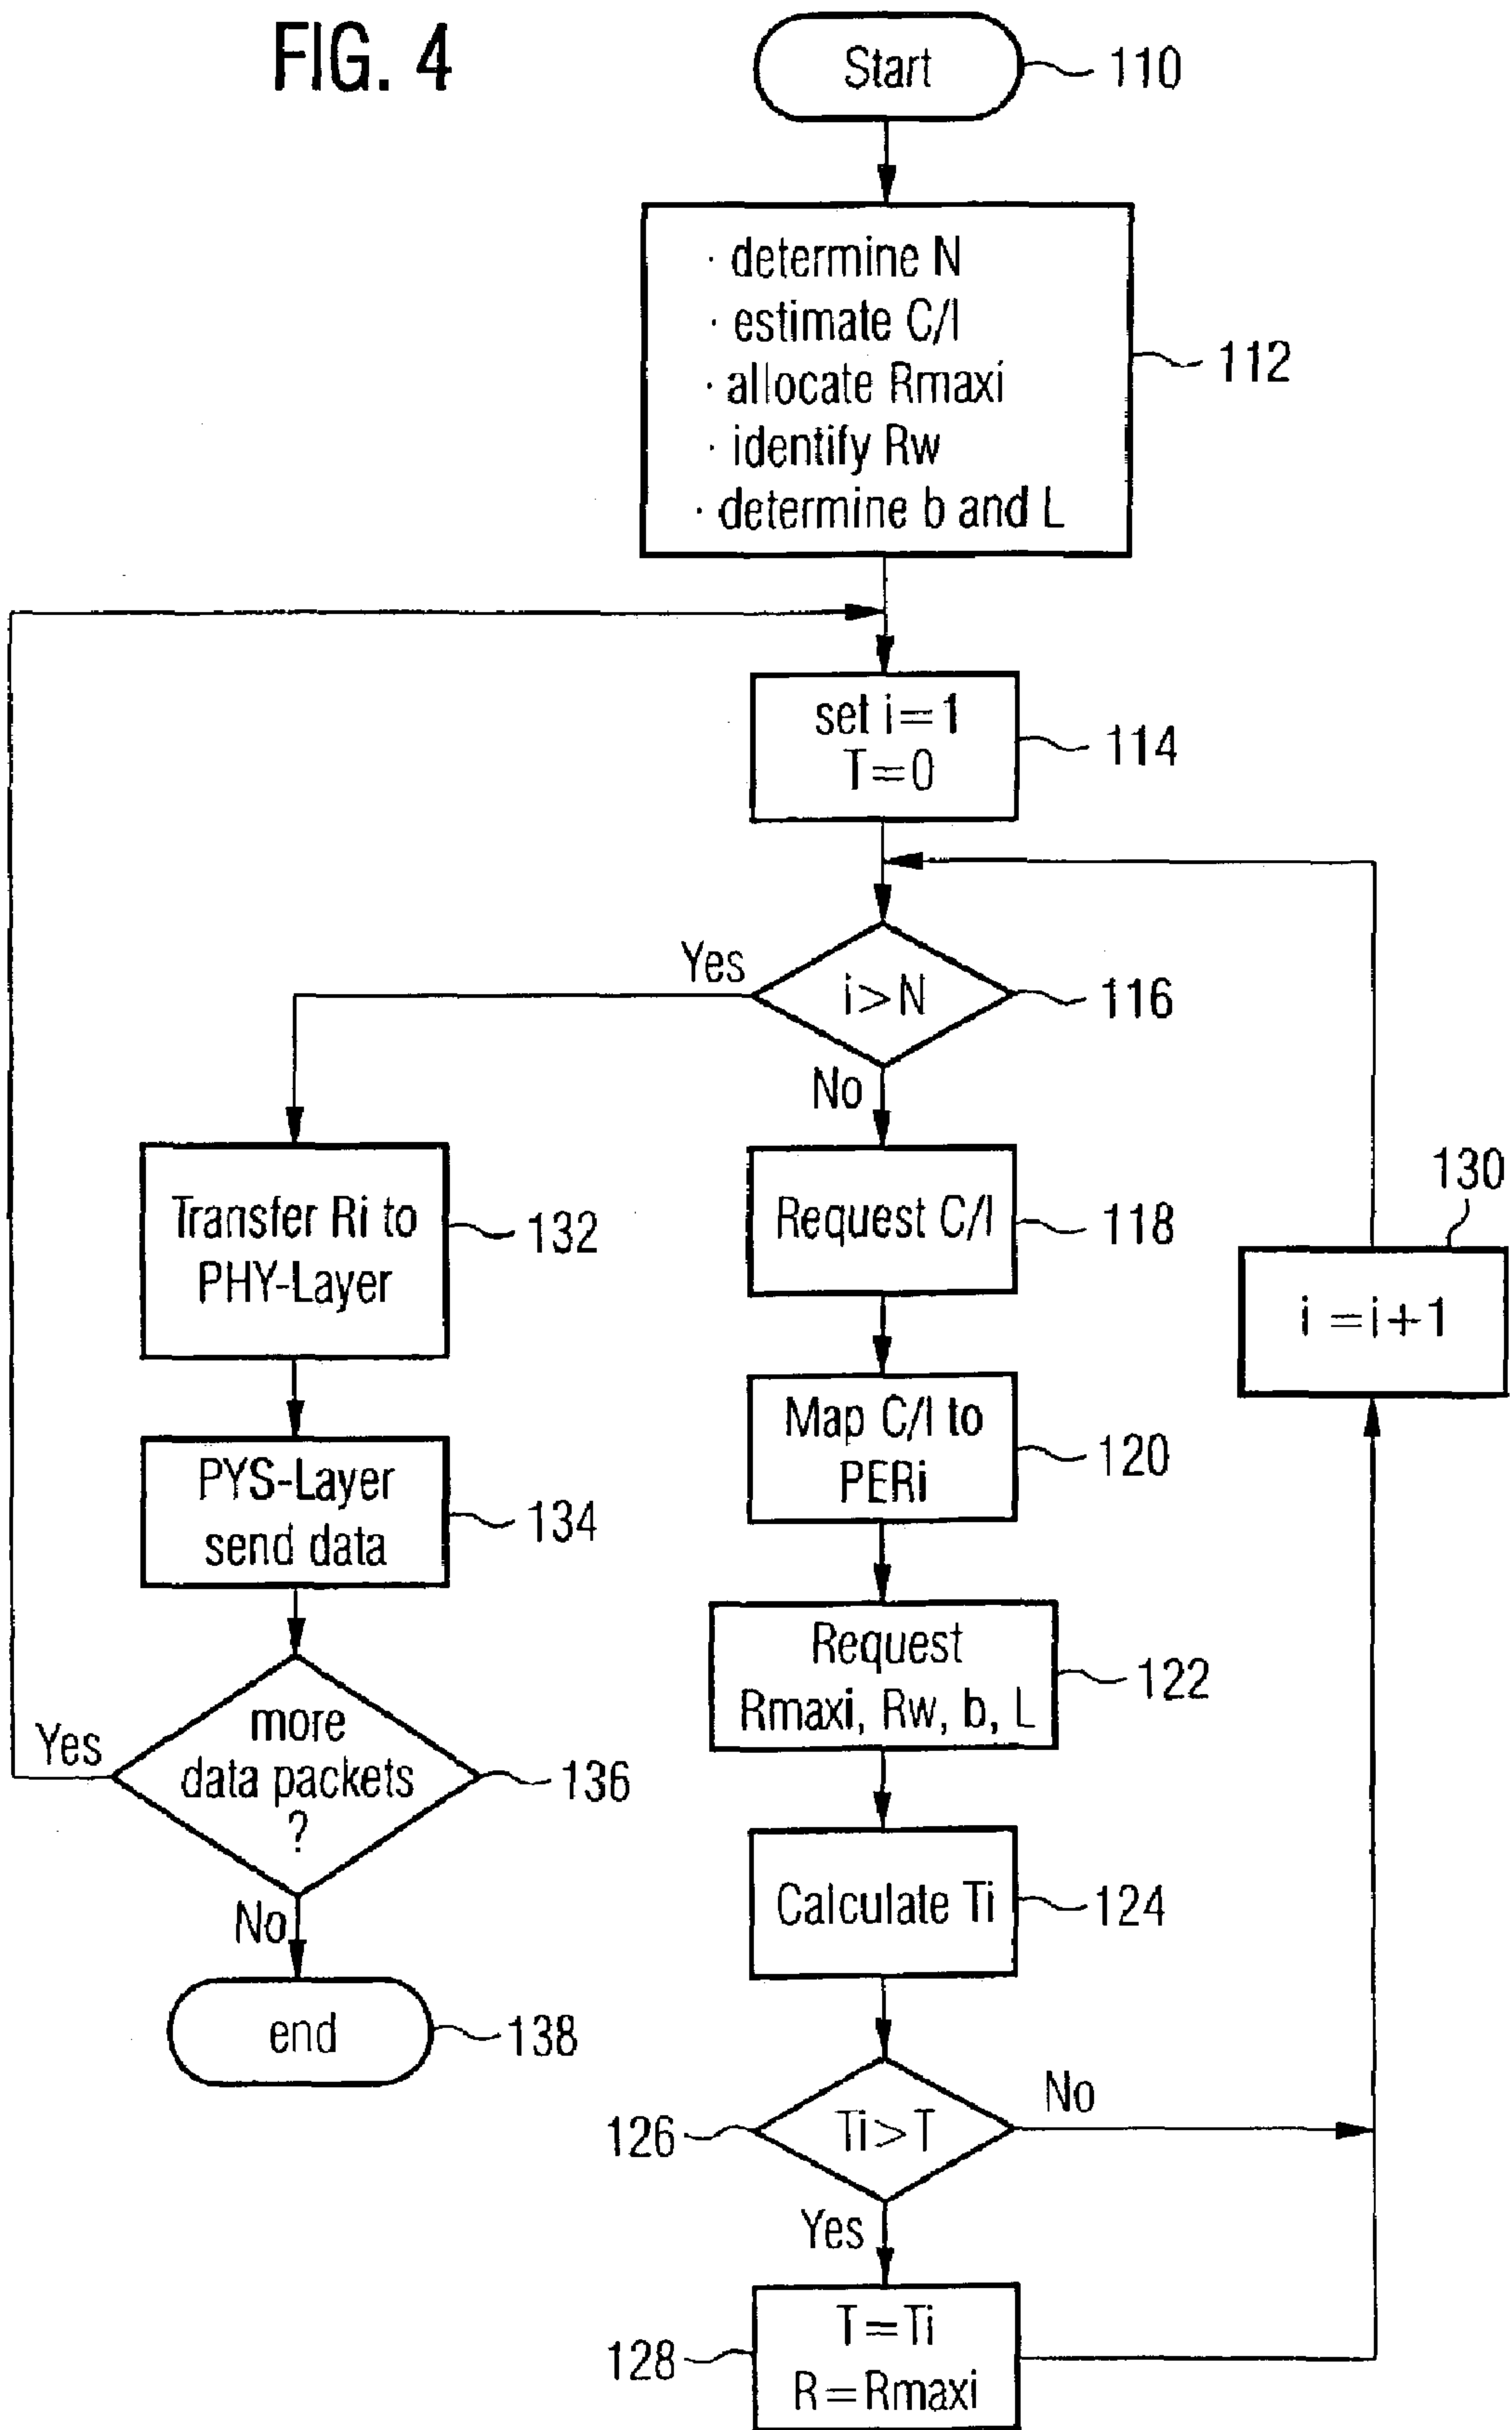 FIG. 4
Start
110
· determine N
· estimate C/I
· allocate Rmaxi
· identify Rw
· determine b and L
112
set i=1
T=0
114
Yes
i>N
116
No
Transfer Ri to
PHY-Layer
132
Request C/I
118
130
i =i+1
Map C/I to
PERi
120
PYS-Layer
send data
134
Request
Rmaxi, Rw, b, L
122
Yes
more
data packets
?
136
Calculate Ti
124
No
end
138
126
Ti>T
No
Yes
128
T=Ti
R=Rmaxi